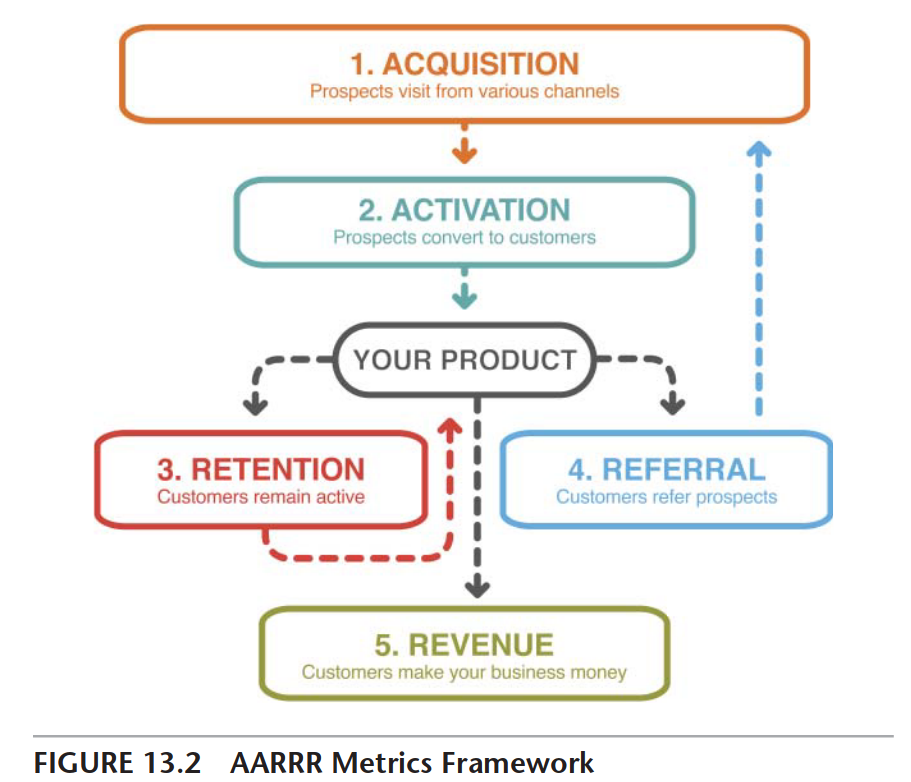 1. ACQUISITION
Prospects visit from various channels
2. ACTIVATION
Prospects convert to customers
YOUR PRODUCT
3. RETENTION
Customers remain active
4. REFERRAL
Customers refer prospects
5. REVENUE
Customers make your business money
FIGURE 13.2 AARRR Metrics Framework